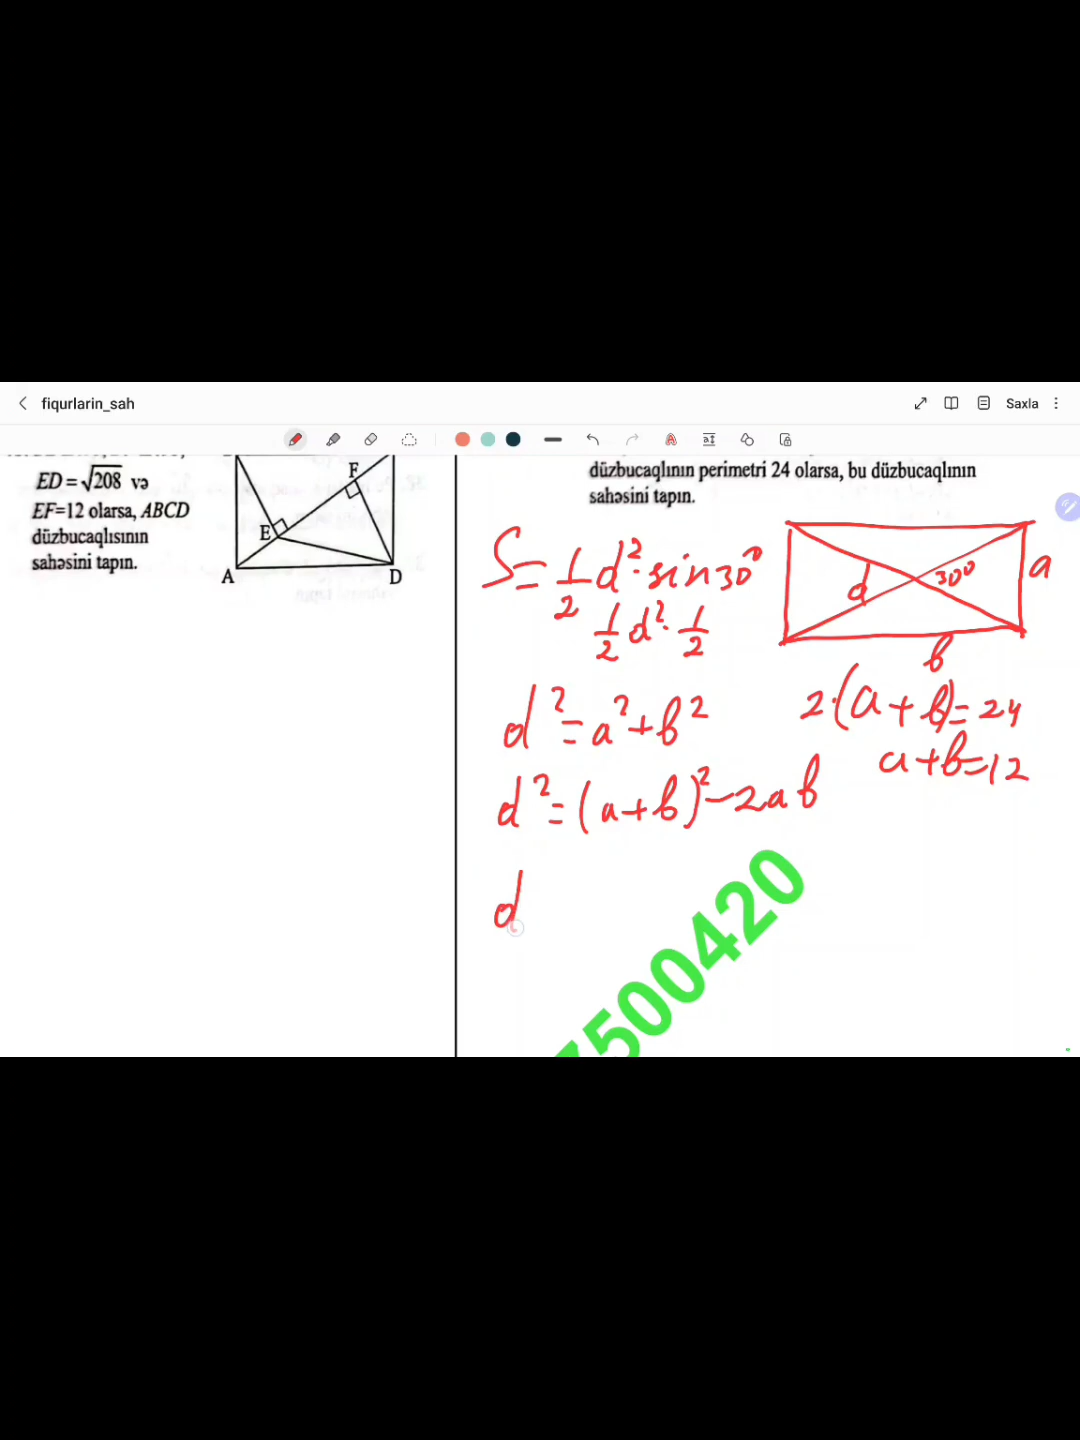 fiqurlarin_sah
Saxla
ED = √208 və
EF=12 olarsa, ABCD
düzbucaqlısının
sahəsini tapın.
F
E
A
D
düzbucaqlının perimetri 24 olarsa, bu düzbucaqlının
sahəsini tapın.
S = 1/2 d² · sin30°
1/2 d² · 1/2
d
30°
a
b
d² = a² + b²
2·(a + b) = 24
a + b = 12
d² = (a + b)² - 2ab
d
500420